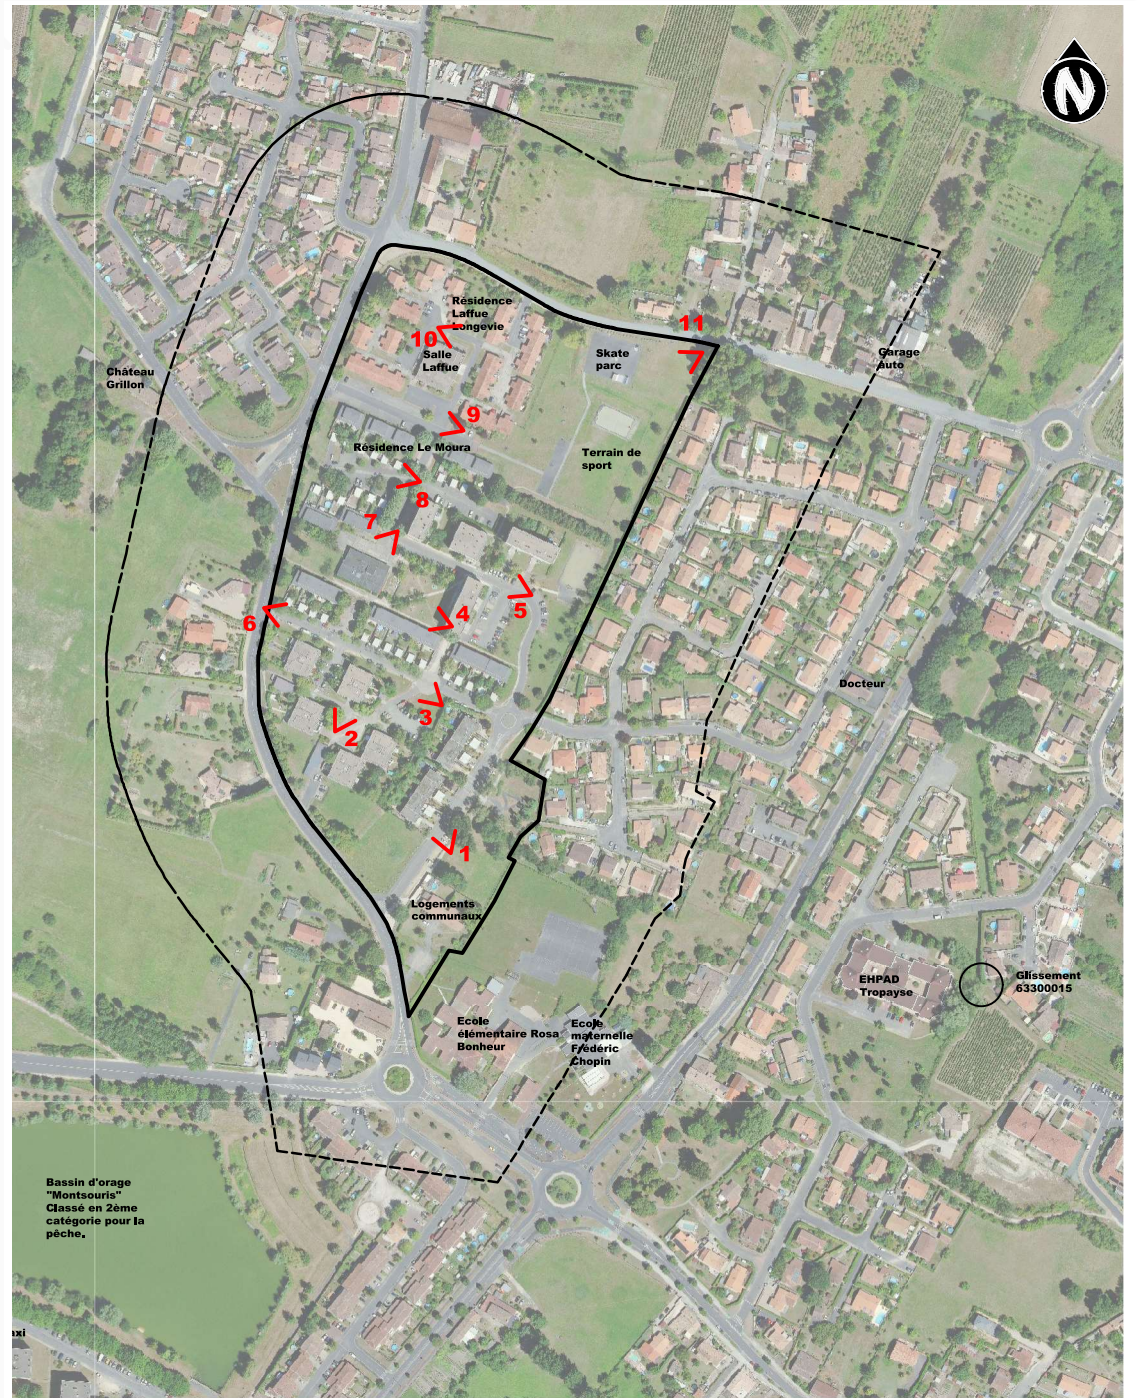 N
Résidence
Laffue
Longevie
11
10
Salle
Laffue
Skate
parc
Garage
auto
Château
Grillon
9
Résidence Le Moura
Terrain de
sport
8
7
5
4
6
Docteur
3
2
1
Logements
communaux
EHPAD
Tropayse
Glissement
63300015
Ecole
élémentaire Rosa
Bonheur
Ecole
maternelle
Frédéric
Chopin
Bassin d'orage
"Montsouris"
Classé en 2ème
catégorie pour la
pêche.
axi